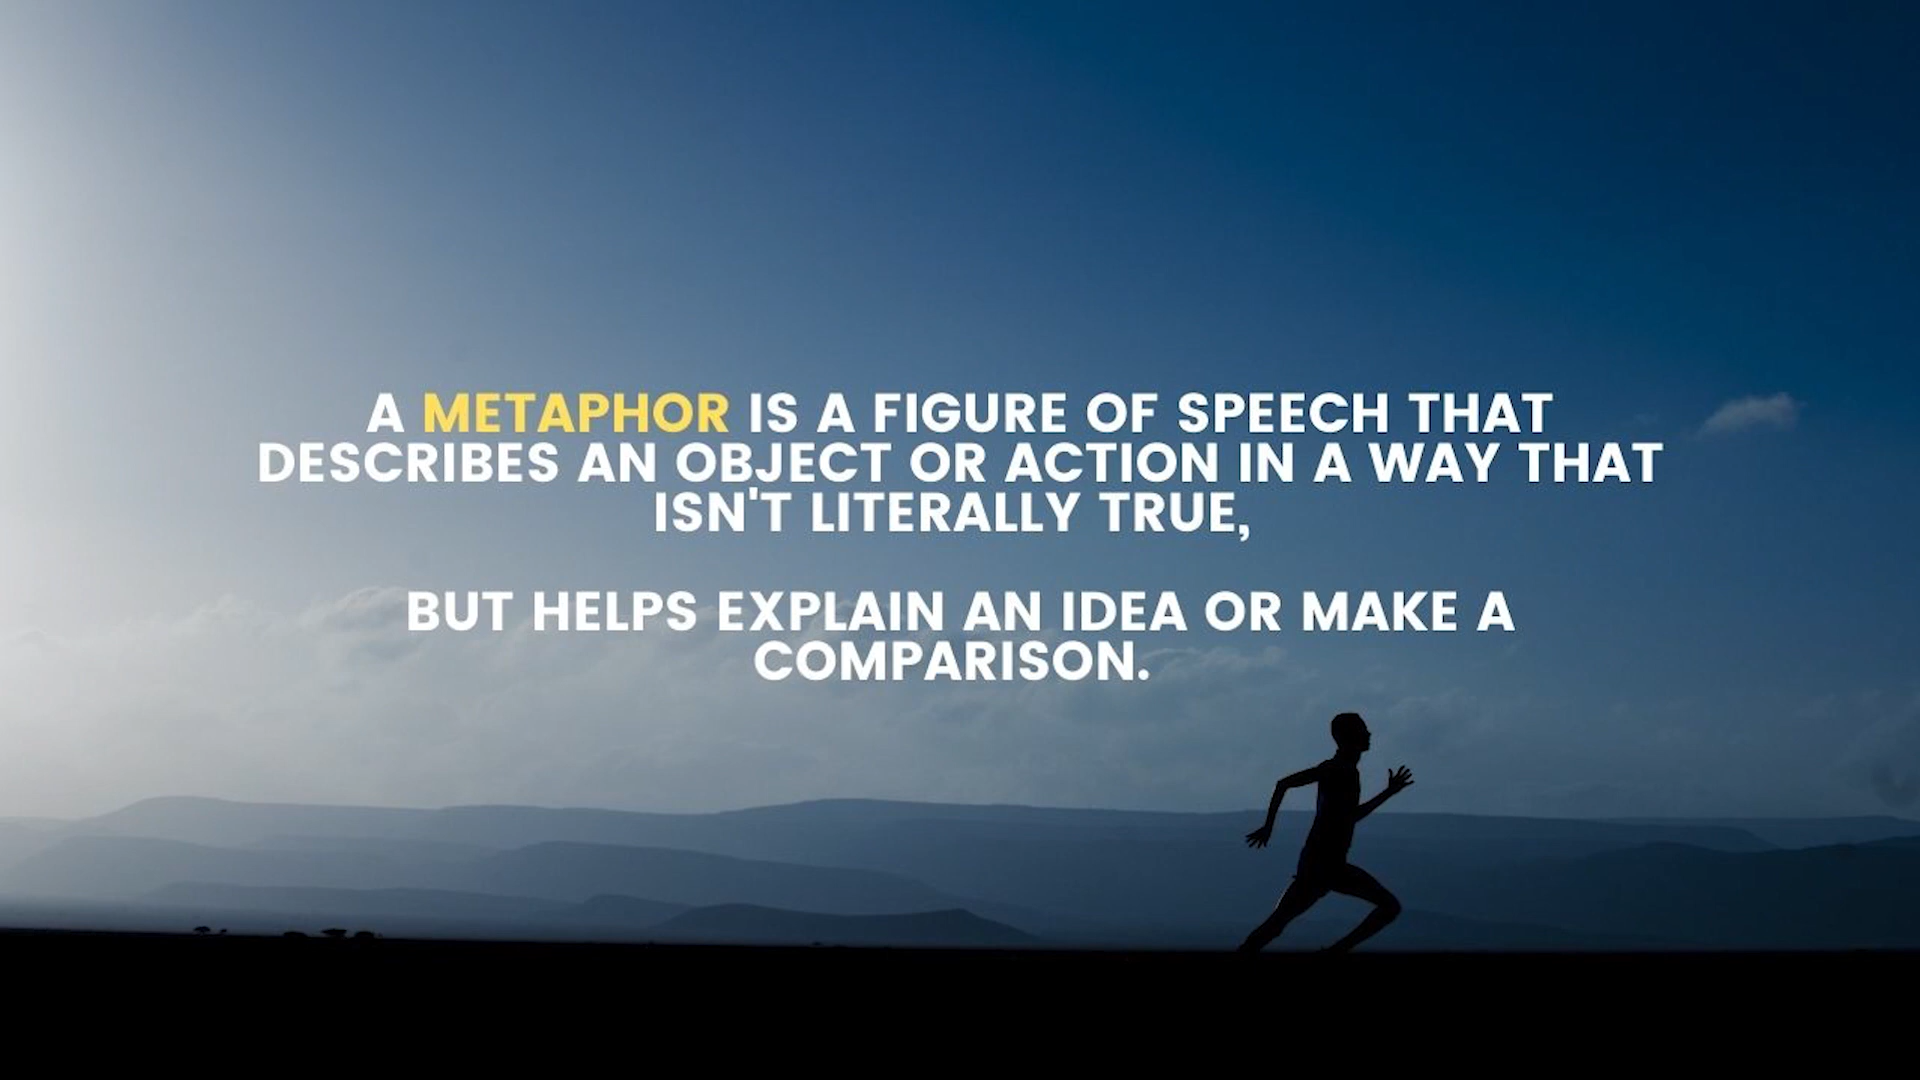 A METAPHOR IS A FIGURE OF SPEECH THAT
DESCRIBES AN OBJECT OR ACTION IN A WAY THAT
ISN'T LITERALLY TRUE,
BUT HELPS EXPLAIN AN IDEA OR MAKE A
COMPARISON.